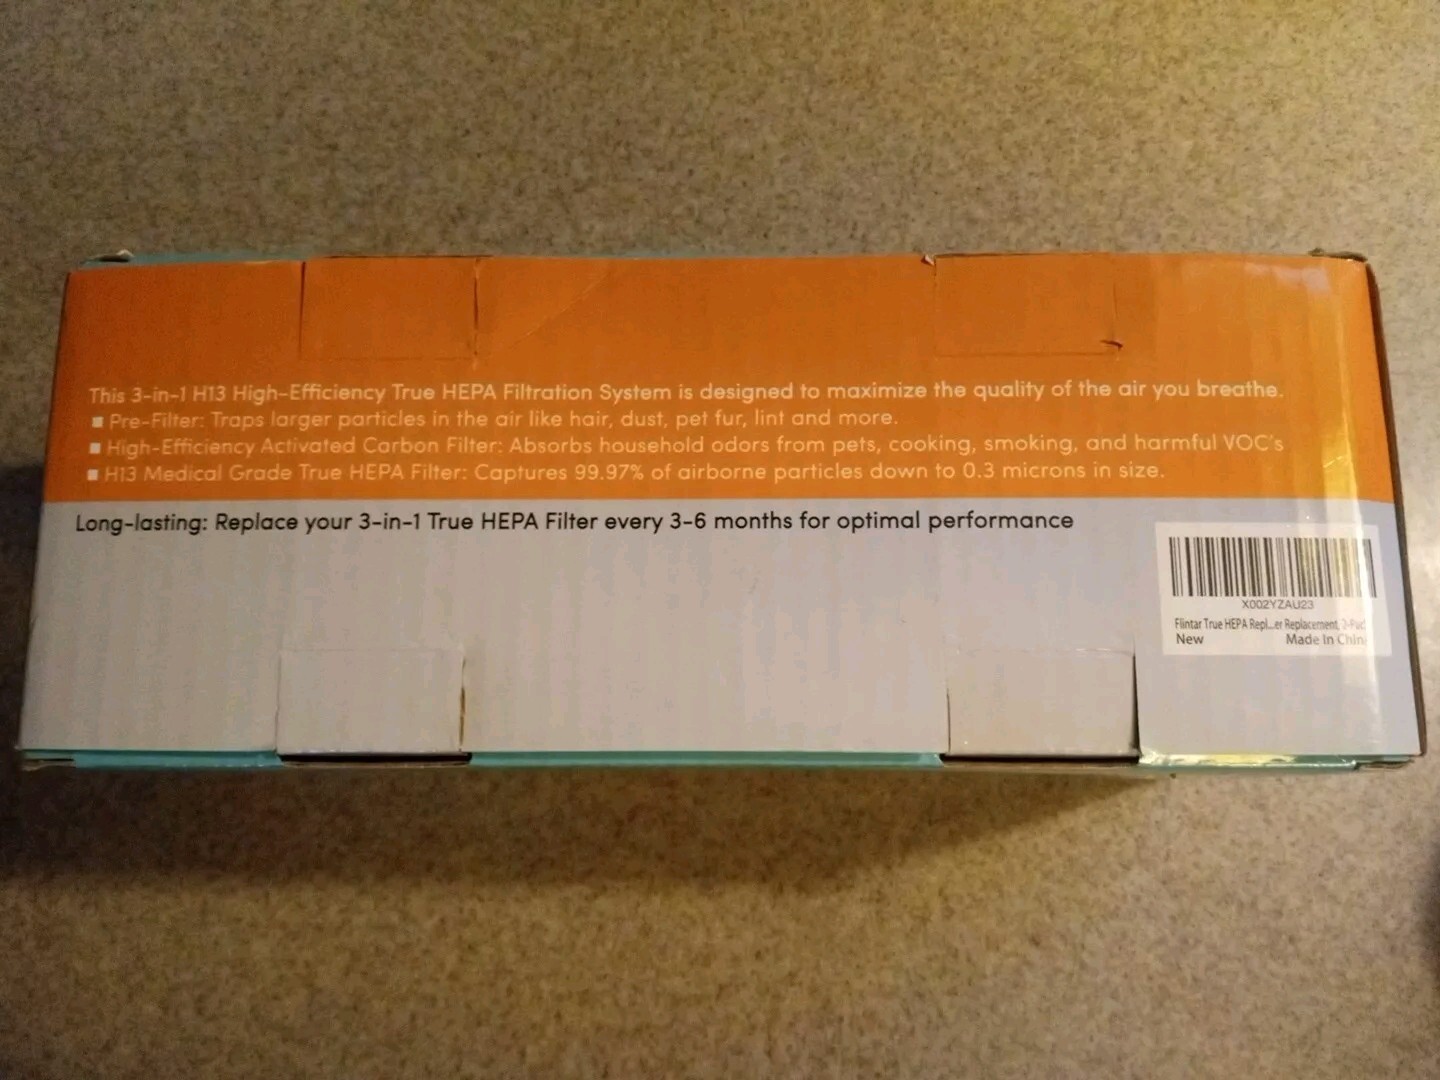 This 3-in-1 H13 High-Efficiency True HEPA Filtration System is designed to maximize the quality of the air you breathe.
■ Pre-Filter: Traps larger particles in the air like hair, dust, pet fur, lint and more.
■ High-Efficiency Activated Carbon Filter: Absorbs household odors from pets, cooking, smoking, and harmful VOC's
■ H13 Medical Grade True HEPA Filter: Captures 99.97% of airborne particles down to 0.3 microns in size.
Long-lasting: Replace your 3-in-1 True HEPA Filter every 3-6 months for optimal performance
X002YZAU23
Flintar True HEPA Repl...er Replacement,
New Made In Chin